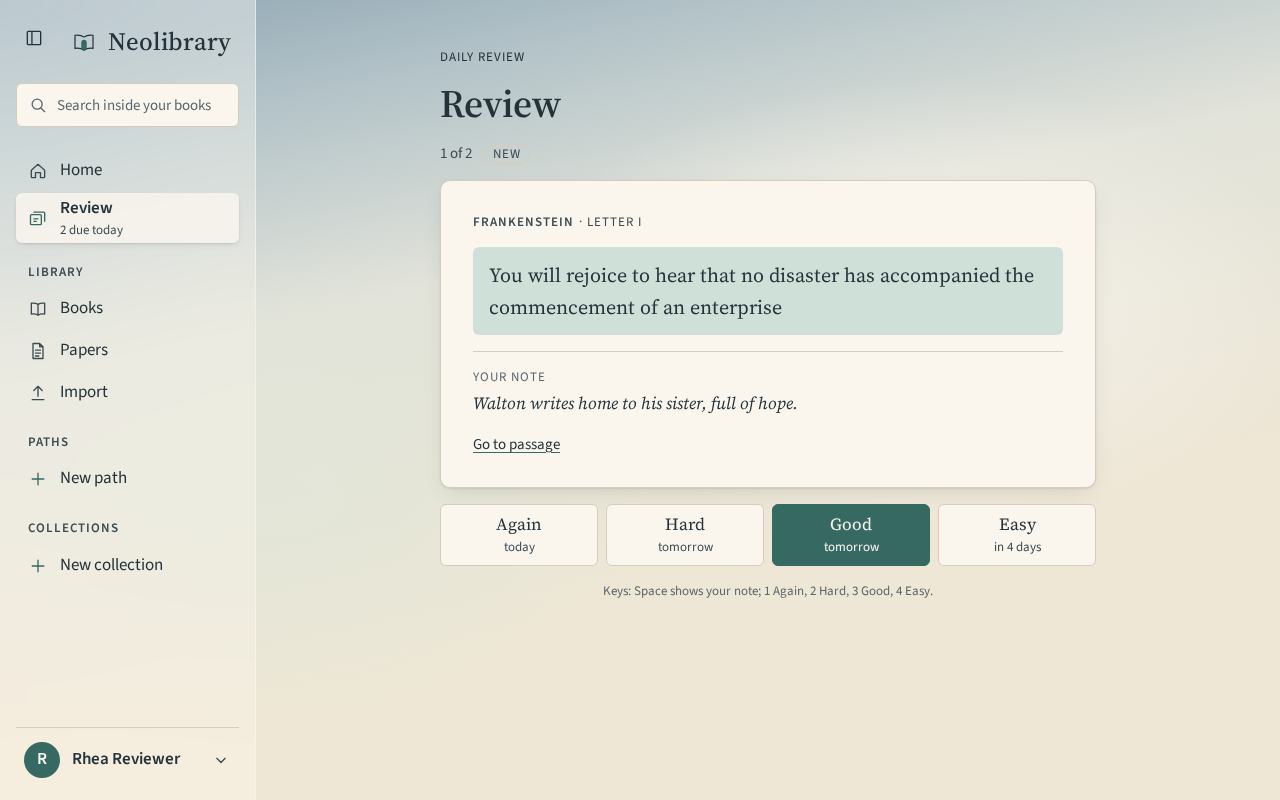 Neolibrary
Search inside your books
Home
Review
2 due today
LIBRARY
Books
Papers
Import
PATHS
New path
COLLECTIONS
New collection
R
Rhea Reviewer
DAILY REVIEW
Review
1 of 2 NEW
FRANKENSTEIN · LETTER I
You will rejoice to hear that no disaster has accompanied the
commencement of an enterprise
YOUR NOTE
Walton writes home to his sister, full of hope.
Go to passage
Again
today
Hard
tomorrow
Good
tomorrow
Easy
in 4 days
Keys: Space shows your note; 1 Again, 2 Hard, 3 Good, 4 Easy.